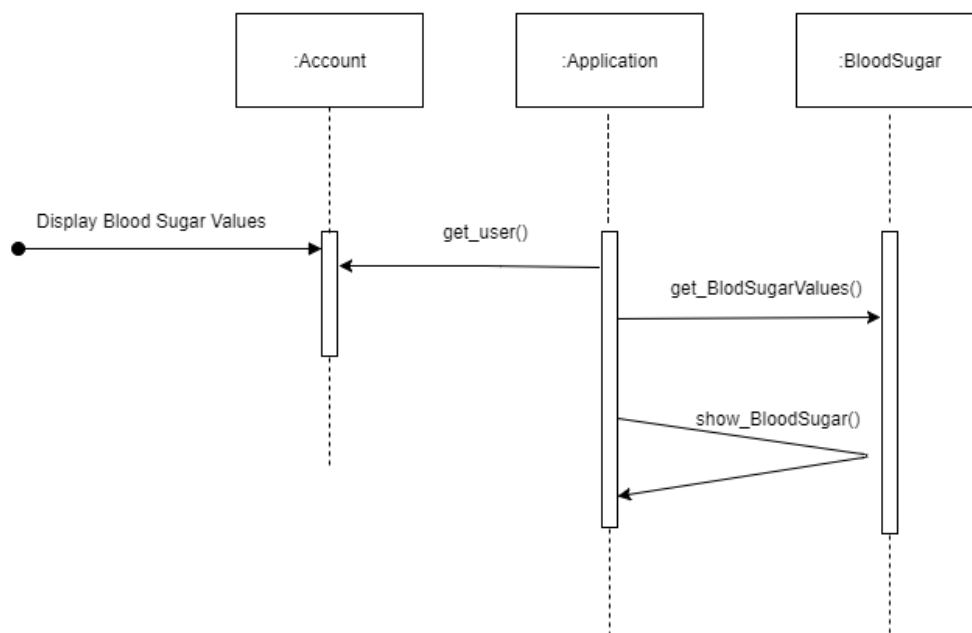 :Account
:Application
:BloodSugar
Display Blood Sugar Values
get_user()
get_BlodSugarValues()
show_BloodSugar()